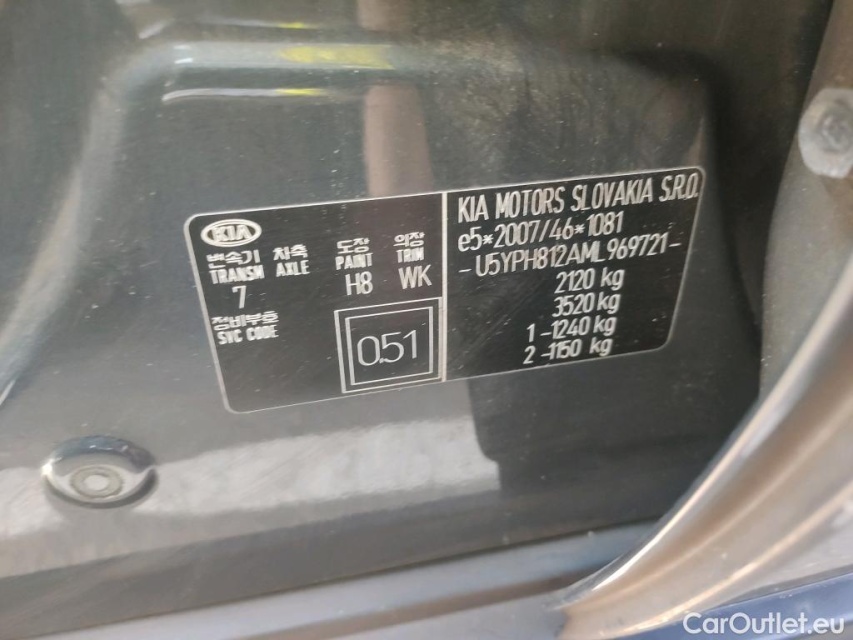 KIA
변속기 차축 도장 의장
TRANSM AXLE PAINT TRIM
7 H8 WK
정비부호
SVC CODE
0.51
KIA MOTORS SLOVAKIA S.R.O.
e5*2007/46*1081
-U5YPH812AML969721-
2120 kg
3520 kg
1 -1240 kg
2 -1150 kg
CarOutlet.eu